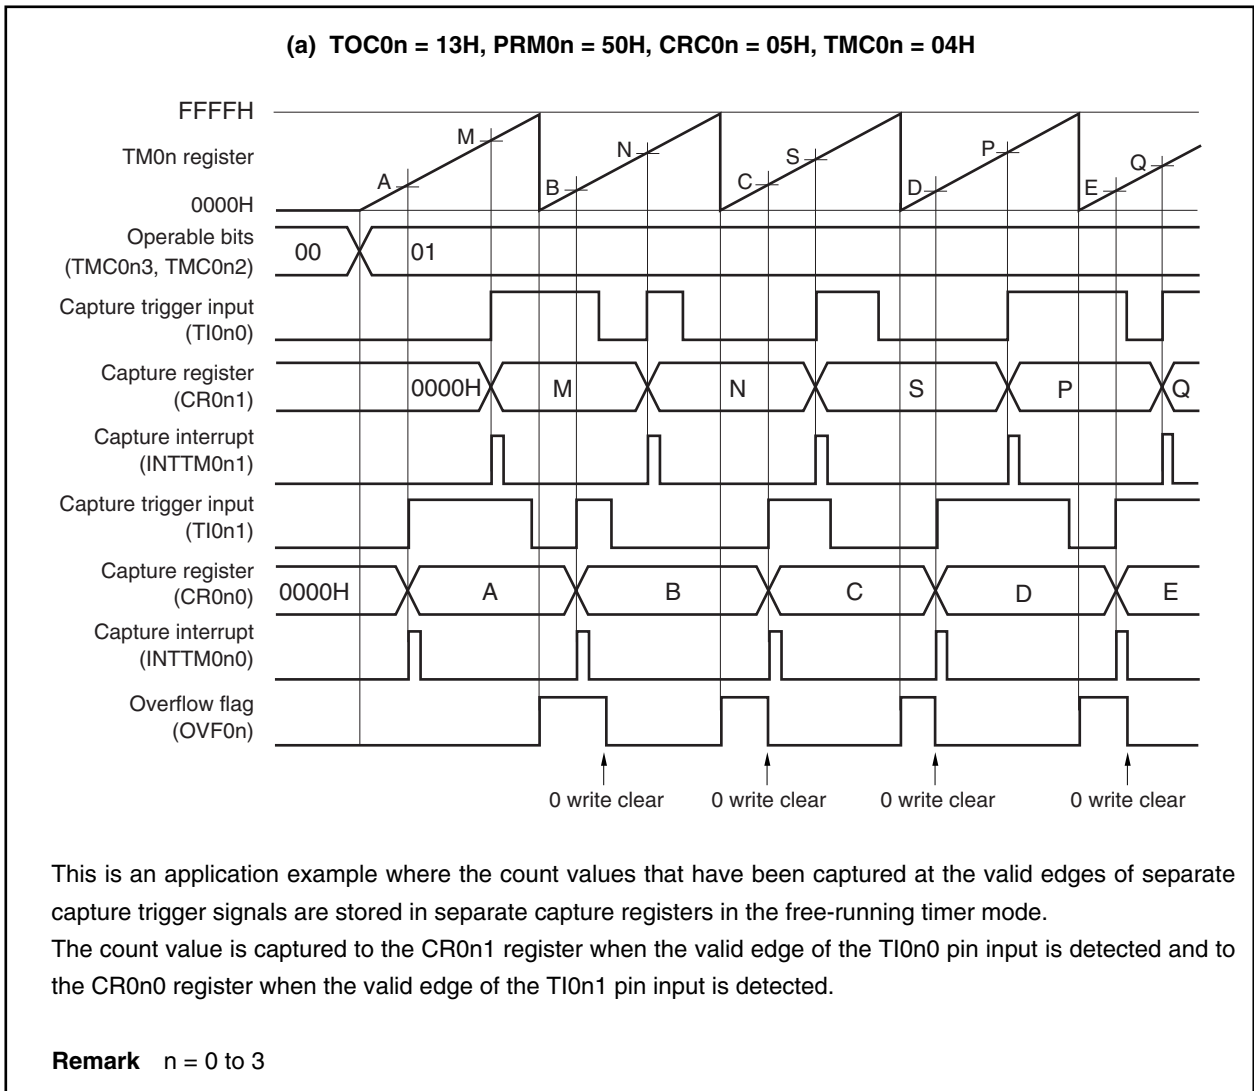 (a) TOC0n = 13H, PRM0n = 50H, CRC0n = 05H, TMC0n = 04H
FFFFH
TM0n register
0000H
M
A
N
B
S
C
P
D
Q
E
Operable bits
(TMC0n3, TMC0n2)
00
01
Capture trigger input
(TI0n0)
Capture register
(CR0n1)
0000H
M
N
S
P
Q
Capture interrupt
(INTTM0n1)
Capture trigger input
(TI0n1)
Capture register
(CR0n0)
0000H
A
B
C
D
E
Capture interrupt
(INTTM0n0)
Overflow flag
(OVF0n)
0 write clear
0 write clear
0 write clear
0 write clear
This is an application example where the count values that have been captured at the valid edges of separate
capture trigger signals are stored in separate capture registers in the free-running timer mode.
The count value is captured to the CR0n1 register when the valid edge of the TI0n0 pin input is detected and to
the CR0n0 register when the valid edge of the TI0n1 pin input is detected.
Remark n = 0 to 3